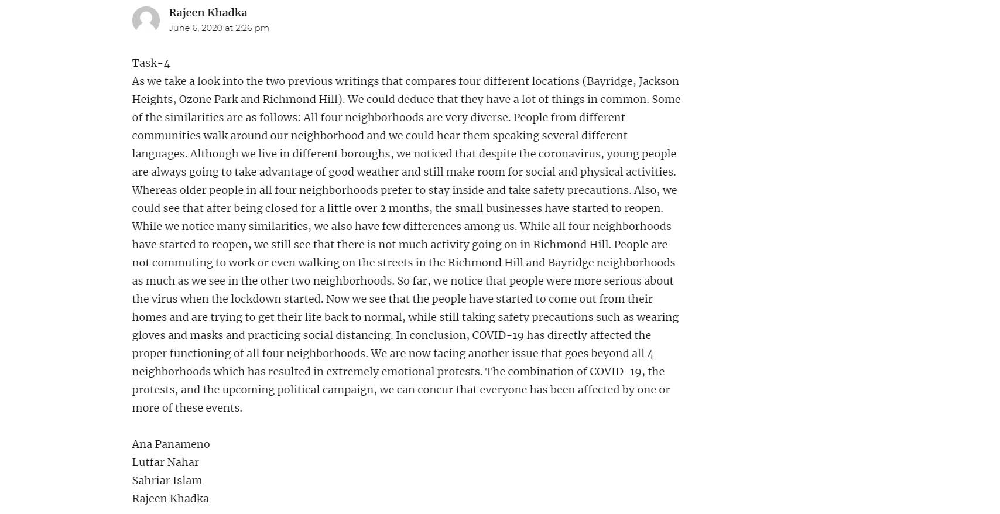 Rajeen Khadka
June 6, 2020 at 2:26 pm
Task-4
As we take a look into the two previous writings that compares four different locations (Bayridge, Jackson
Heights, Ozone Park and Richmond Hill). We could deduce that they have a lot of things in common. Some
of the similarities are as follows: All four neighborhoods are very diverse. People from different
communities walk around our neighborhood and we could hear them speaking several different
languages. Although we live in different boroughs, we noticed that despite the coronavirus, young people
are always going to take advantage of good weather and still make room for social and physical activities.
Whereas older people in all four neighborhoods prefer to stay inside and take safety precautions. Also, we
could see that after being closed for a little over 2 months, the small businesses have started to reopen.
While we notice many similarities, we also have few differences among us. While all four neighborhoods
have started to reopen, we still see that there is not much activity going on in Richmond Hill. People are
not commuting to work or even walking on the streets in the Richmond Hill and Bayridge neighborhoods
as much as we see in the other two neighborhoods. So far, we notice that people were more serious about
the virus when the lockdown started. Now we see that the people have started to come out from their
homes and are trying to get their life back to normal, while still taking safety precautions such as wearing
gloves and masks and practicing social distancing. In conclusion, COVID-19 has directly affected the
proper functioning of all four neighborhoods. We are now facing another issue that goes beyond all 4
neighborhoods which has resulted in extremely emotional protests. The combination of COVID-19, the
protests, and the upcoming political campaign, we can concur that everyone has been affected by one or
more of these events.
Ana Panameno
Lutfar Nahar
Sahriar Islam
Rajeen Khadka